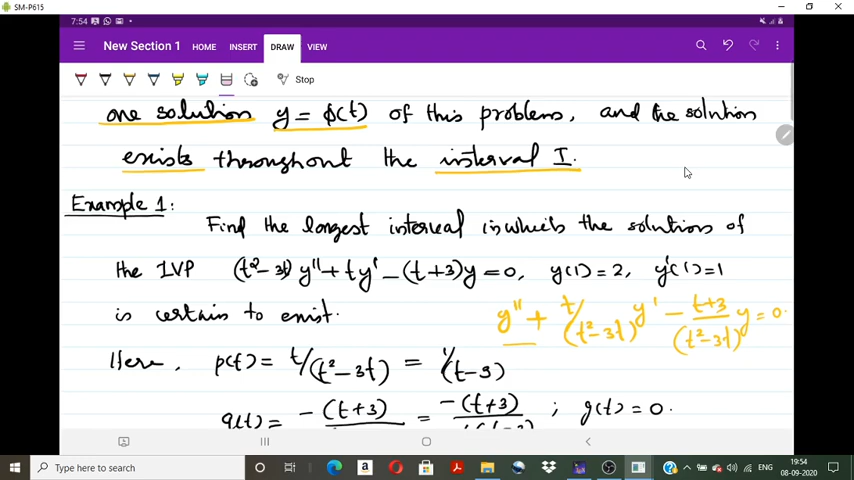 SM-P615
7:54
New Section 1 HOME INSERT DRAW VIEW
Stop
one solution y = ϕ(t) of this problems, and the solution
exists throughout the interval I.
Example 1:
Find the longest interval in which the solutions of
the IVP (t²-3t) y'' + ty' - (t+3)y = 0, y(1) = 2, y'(1) = 1
is certain to exist.
y'' + t/(t²-3t) y' - (t+3)/(t²-3t) y = 0.
Here, p(t) = t/(t²-3t) = 1/(t-3)
q(t) = -(t+3) = -(t+3) ; g(t) = 0.
Type here to search
ENG
19:54
08-09-2020